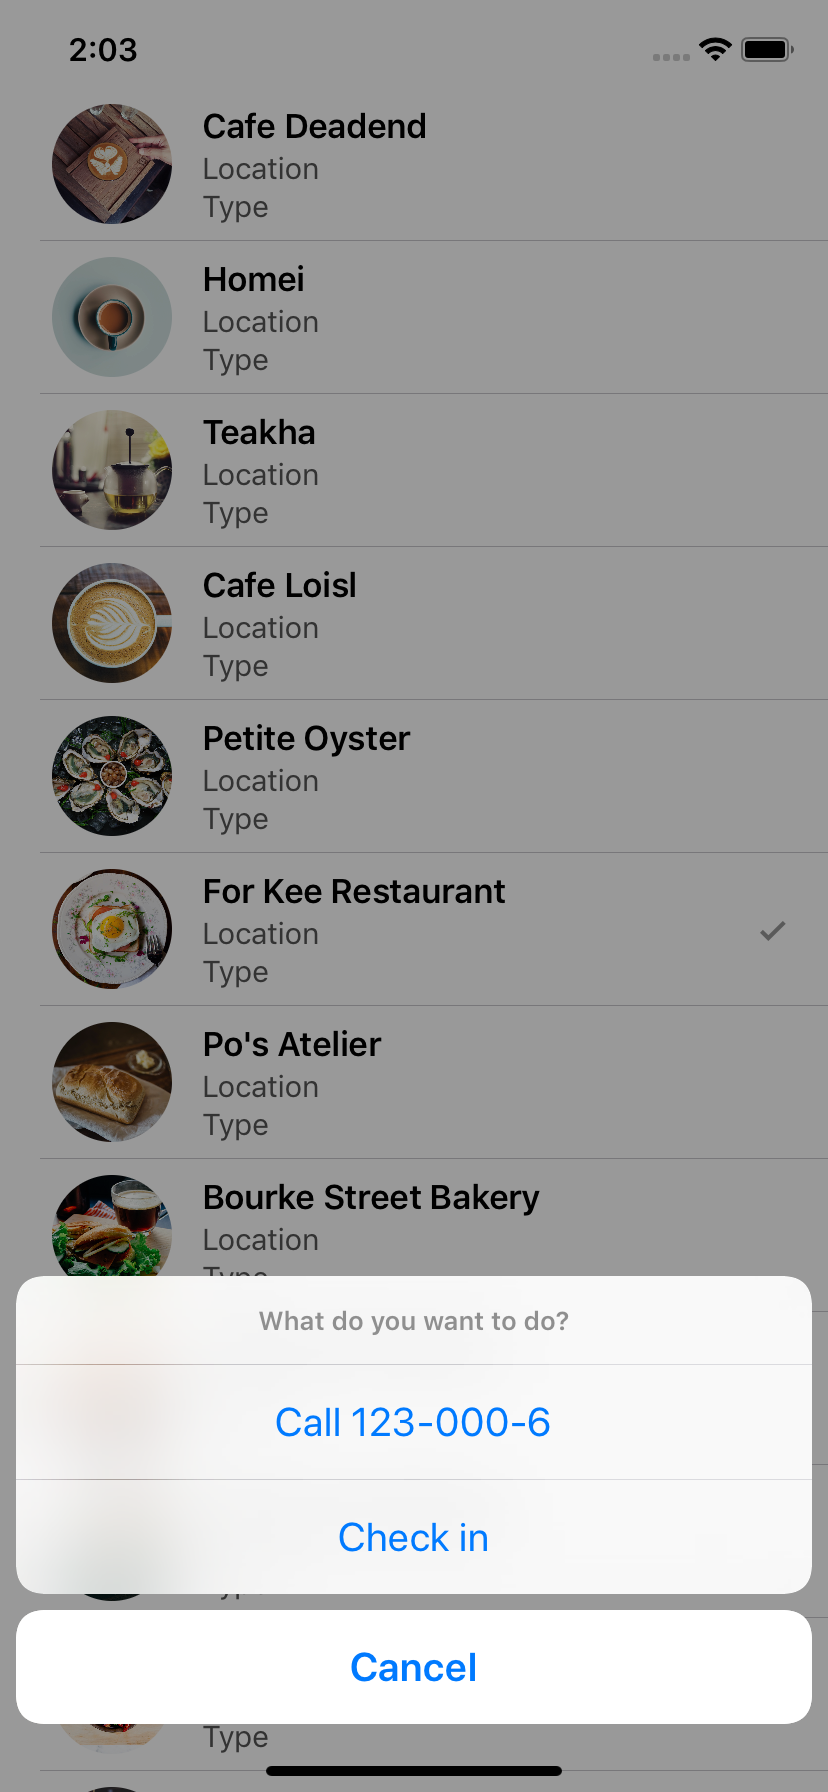 2:03
Cafe Deadend
Location
Type
Homei
Location
Type
Teakha
Location
Type
Cafe Loisl
Location
Type
Petite Oyster
Location
Type
For Kee Restaurant
Location
Type
Po's Atelier
Location
Type
Bourke Street Bakery
Location
Type
What do you want to do?
Call 123-000-6
Check in
Cancel
Type